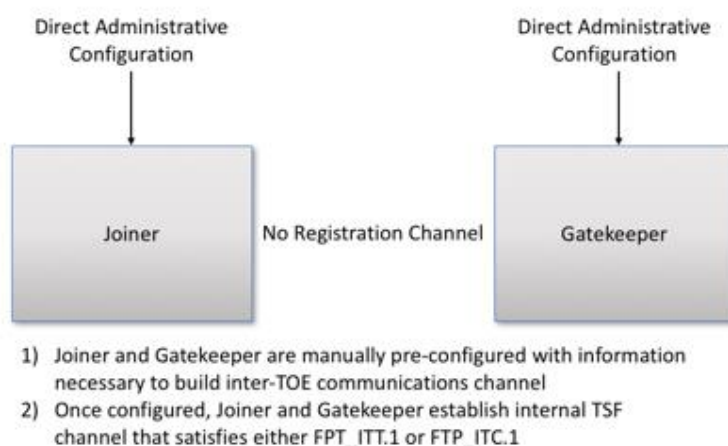 Direct Administrative
Configuration
Direct Administrative
Configuration
Joiner
No Registration Channel
Gatekeeper
1) Joiner and Gatekeeper are manually pre-configured with information
necessary to build inter-TOE communications channel
2) Once configured, Joiner and Gatekeeper establish internal TSF
channel that satisfies either FPT_ITT.1 or FTP_ITC.1